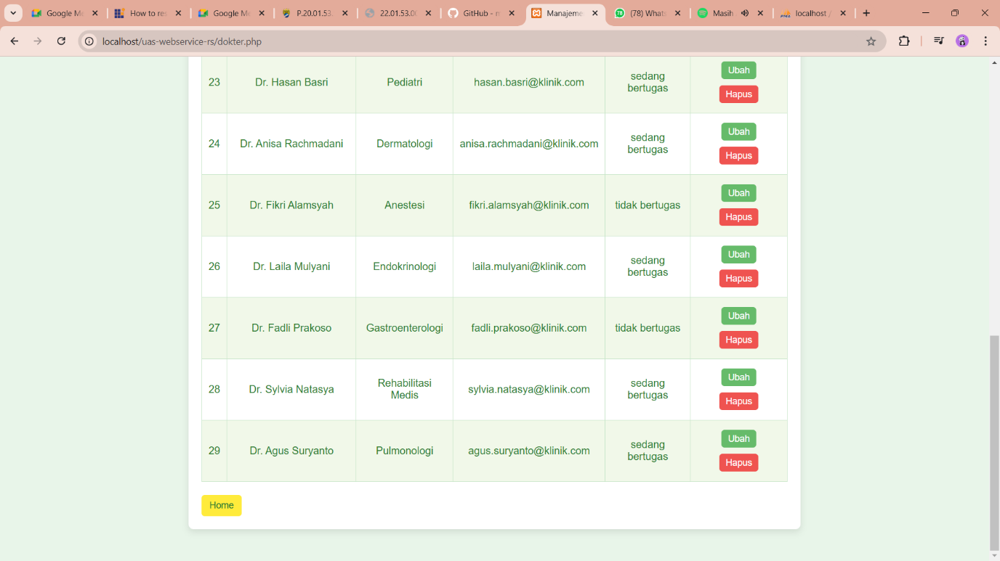 Google Me
How to res
Google Me
P.20.01.53.
22.01.53.0
GitHub - m
Manajeme
(78) Whats
Masih
localhost /
localhost/uas-webservice-rs/dokter.php
23 Dr. Hasan Basri Pediatri hasan.basri@klinik.com sedang bertugas Ubah Hapus
24 Dr. Anisa Rachmadani Dermatologi anisa.rachmadani@klinik.com sedang bertugas Ubah Hapus
25 Dr. Fikri Alamsyah Anestesi fikri.alamsyah@klinik.com tidak bertugas Ubah Hapus
26 Dr. Laila Mulyani Endokrinologi laila.mulyani@klinik.com sedang bertugas Ubah Hapus
27 Dr. Fadli Prakoso Gastroenterologi fadli.prakoso@klinik.com tidak bertugas Ubah Hapus
28 Dr. Sylvia Natasya Rehabilitasi Medis sylvia.natasya@klinik.com sedang bertugas Ubah Hapus
29 Dr. Agus Suryanto Pulmonologi agus.suryanto@klinik.com sedang bertugas Ubah Hapus
Home